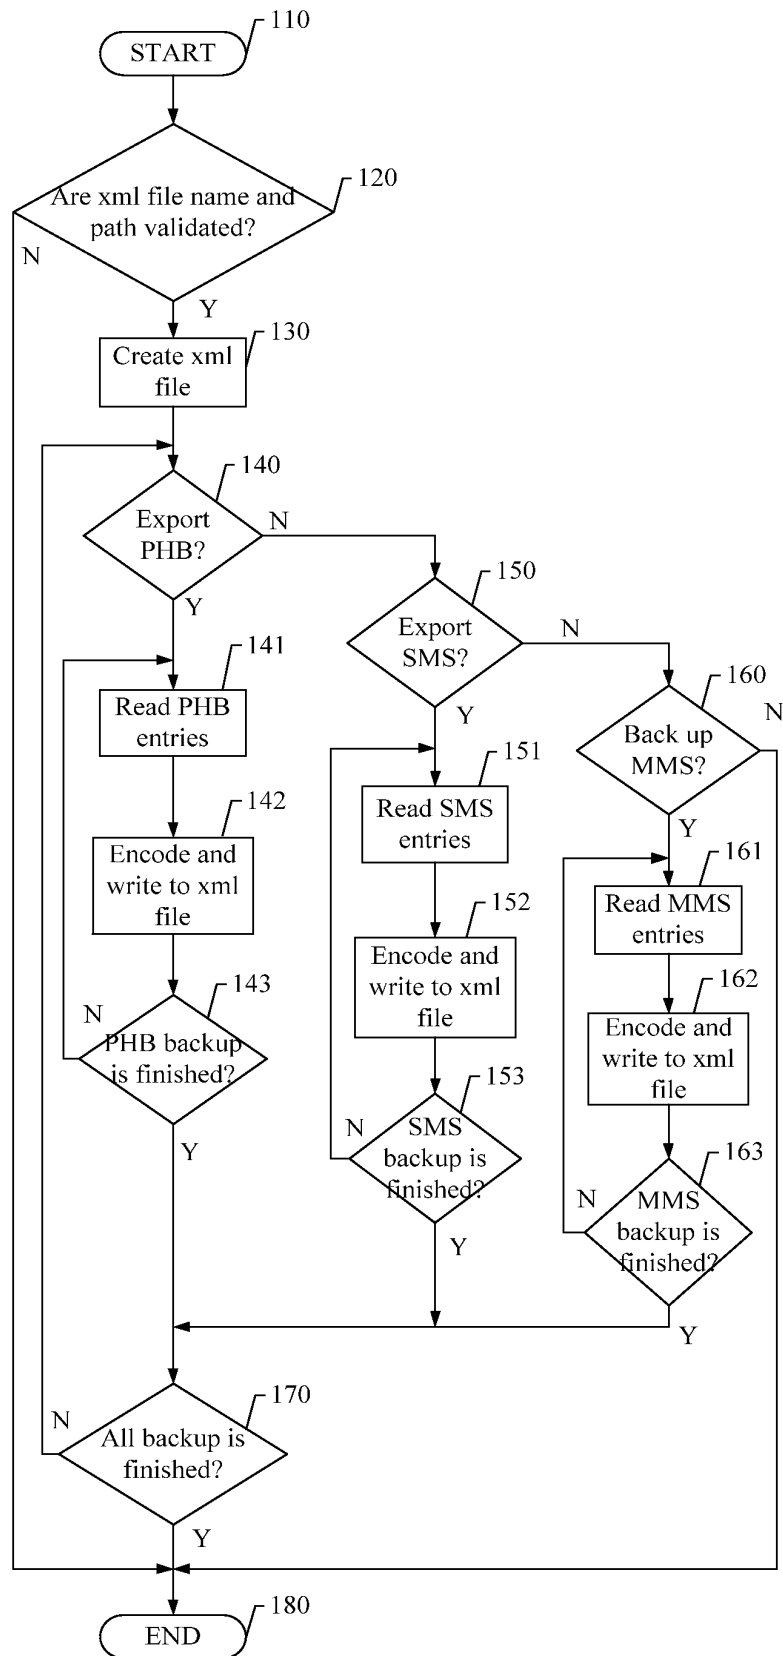 110
START
120
Are xml file name and
path validated?
N
Y
130
Create xml
file
140
Export
PHB?
N
Y
150
Export
SMS?
N
Y
160
Back up
MMS?
N
Y
141
Read PHB
entries
142
Encode and
write to xml
file
143
N
PHB backup
is finished?
Y
151
Read SMS
entries
152
Encode and
write to xml
file
153
N
SMS
backup is
finished?
Y
161
Read MMS
entries
162
Encode and
write to xml
file
163
N
MMS
backup is
finished?
Y
170
N
All backup is
finished?
Y
180
END